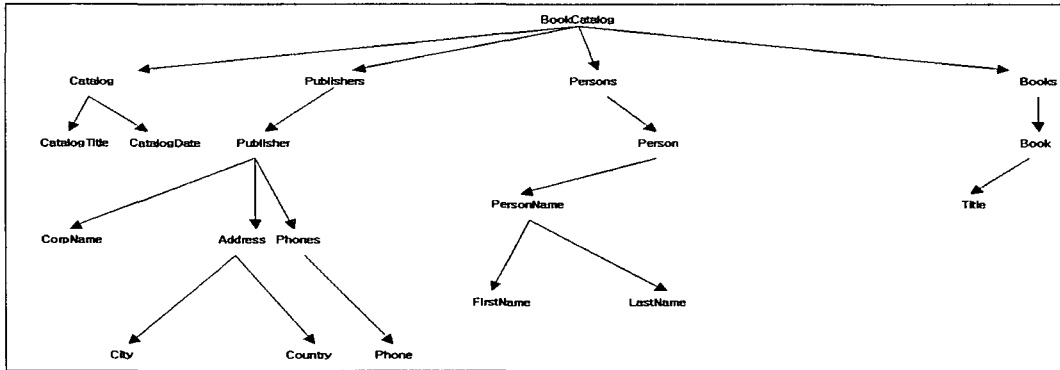 BookCatalog
Catalog Publishers Persons Books
CatalogTitle CatalogDate Publisher Person Book
PersonName Title
CorpName Address Phones
FirstName LastName
City Country Phone